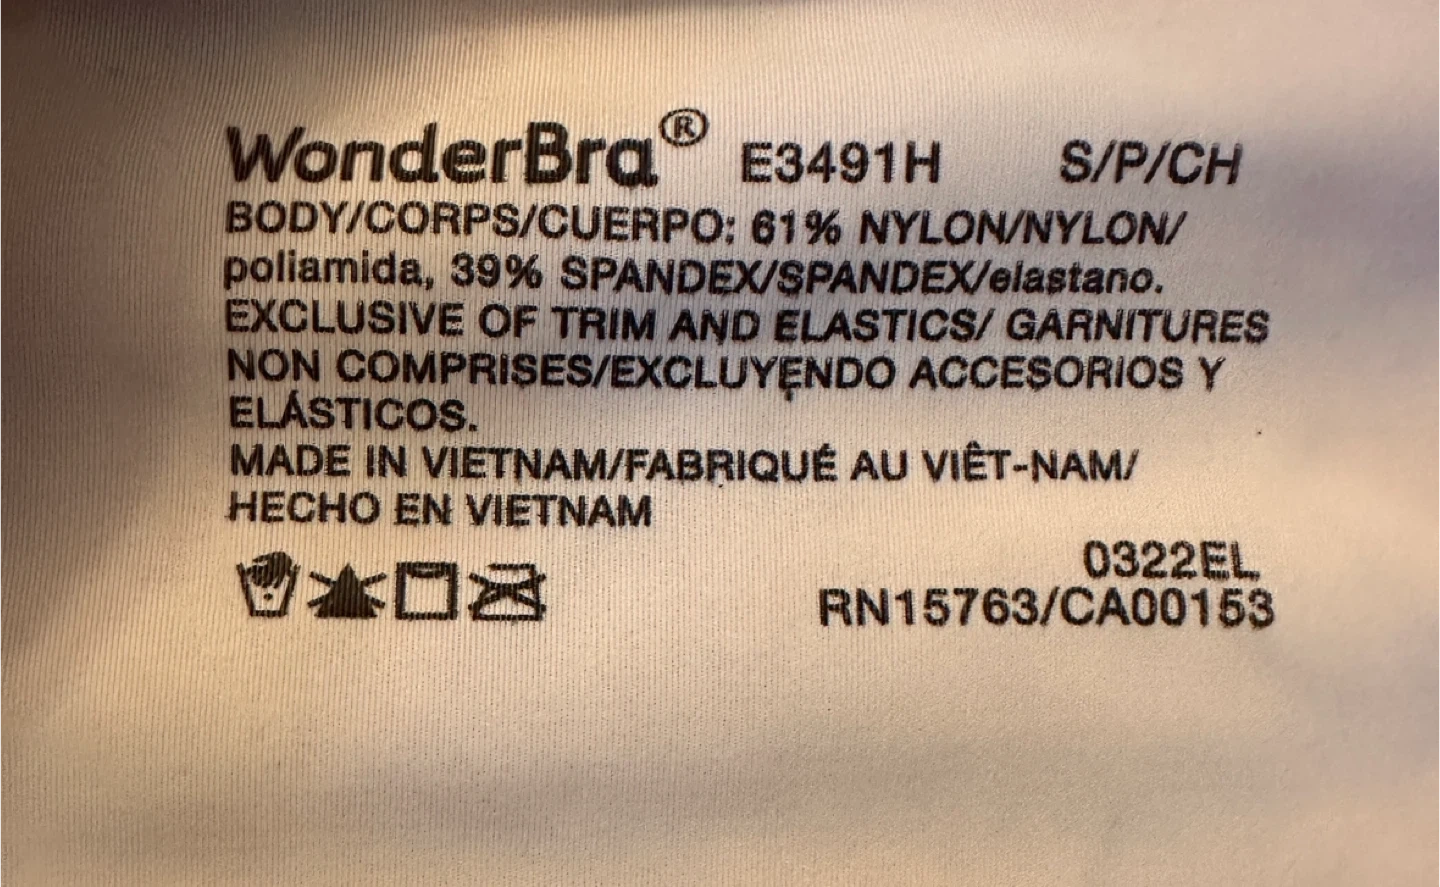 WonderBra® E3491H S/P/CH
BODY/CORPS/CUERPO: 61% NYLON/NYLON/
poliamida, 39% SPANDEX/SPANDEX/elastano.
EXCLUSIVE OF TRIM AND ELASTICS/ GARNITURES
NON COMPRISES/EXCLUYENDO ACCESORIOS Y
ELÁSTICOS.
MADE IN VIETNAM/FABRIQUÉ AU VIÊT-NAM/
HECHO EN VIETNAM
0322EL
RN15763/CA00153